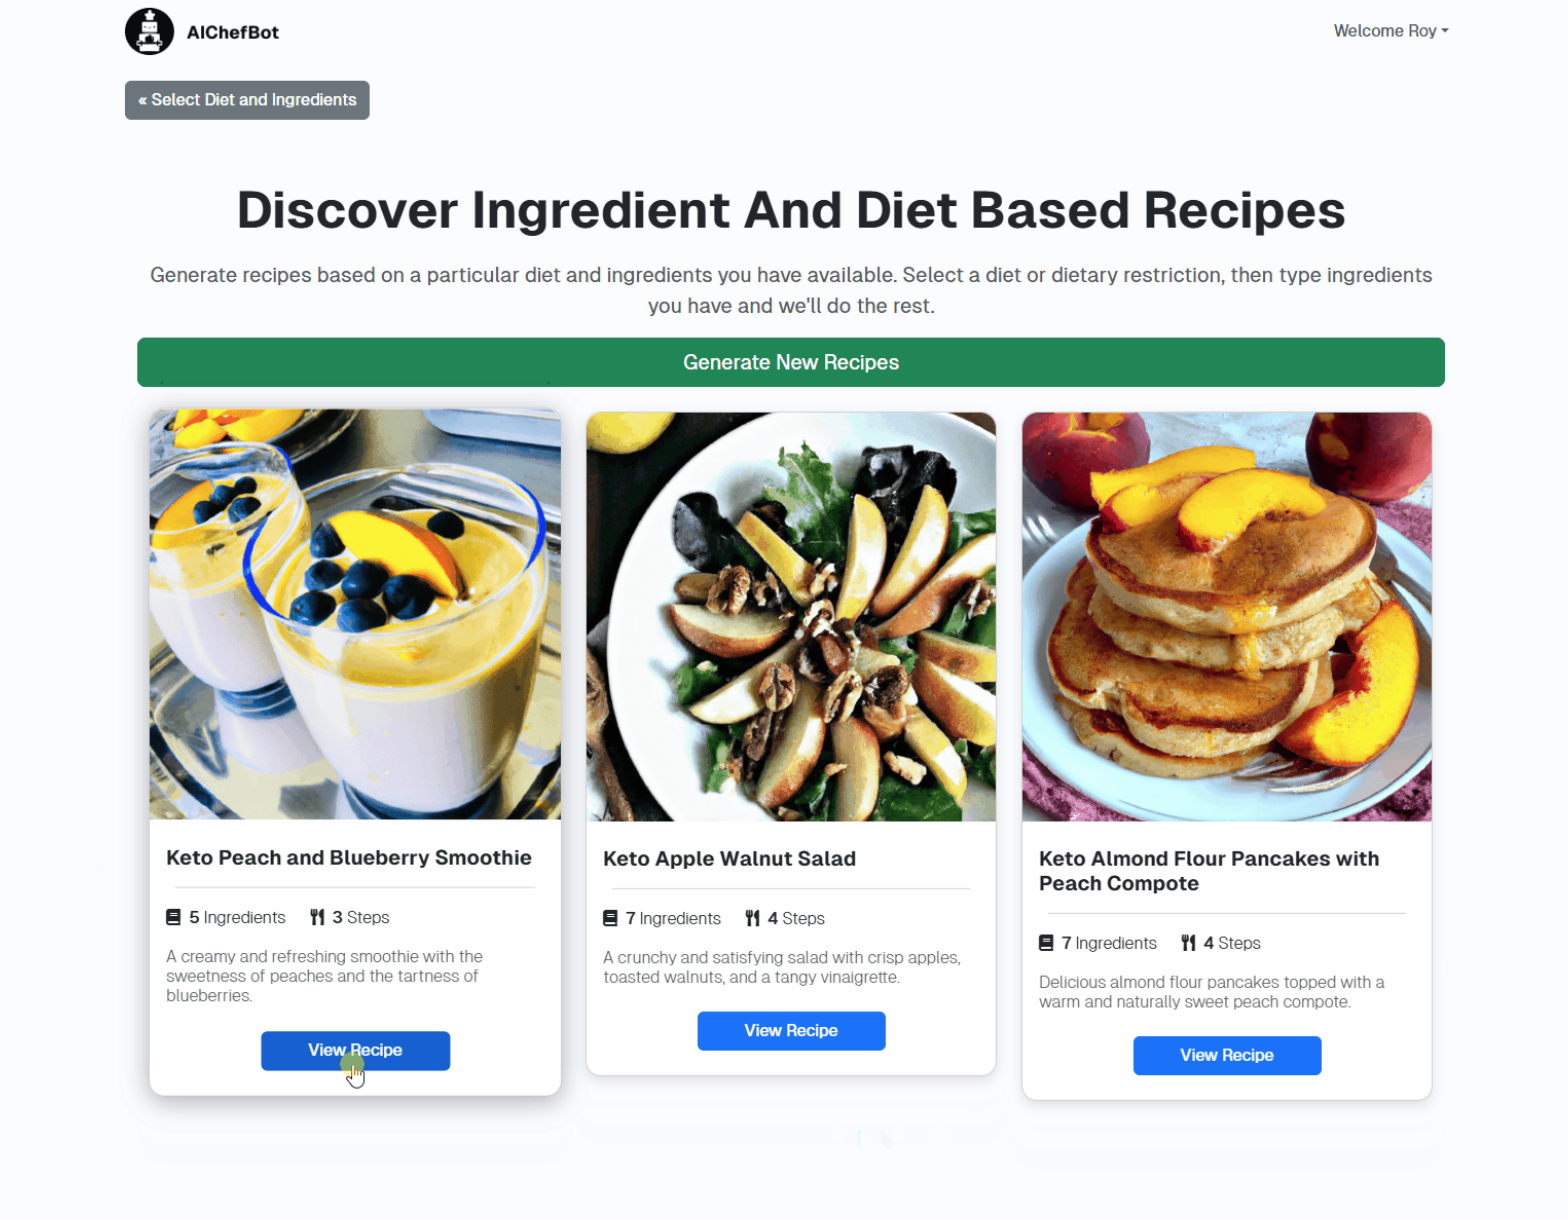 AIChefBot
Welcome Roy
« Select Diet and Ingredients
Discover Ingredient And Diet Based Recipes
Generate recipes based on a particular diet and ingredients you have available. Select a diet or dietary restriction, then type ingredients
you have and we'll do the rest.
Generate New Recipes
Keto Peach and Blueberry Smoothie
5 Ingredients 3 Steps
A creamy and refreshing smoothie with the
sweetness of peaches and the tartness of
blueberries.
View Recipe
Keto Apple Walnut Salad
7 Ingredients 4 Steps
A crunchy and satisfying salad with crisp apples,
toasted walnuts, and a tangy vinaigrette.
View Recipe
Keto Almond Flour Pancakes with
Peach Compote
7 Ingredients 4 Steps
Delicious almond flour pancakes topped with a
warm and naturally sweet peach compote.
View Recipe